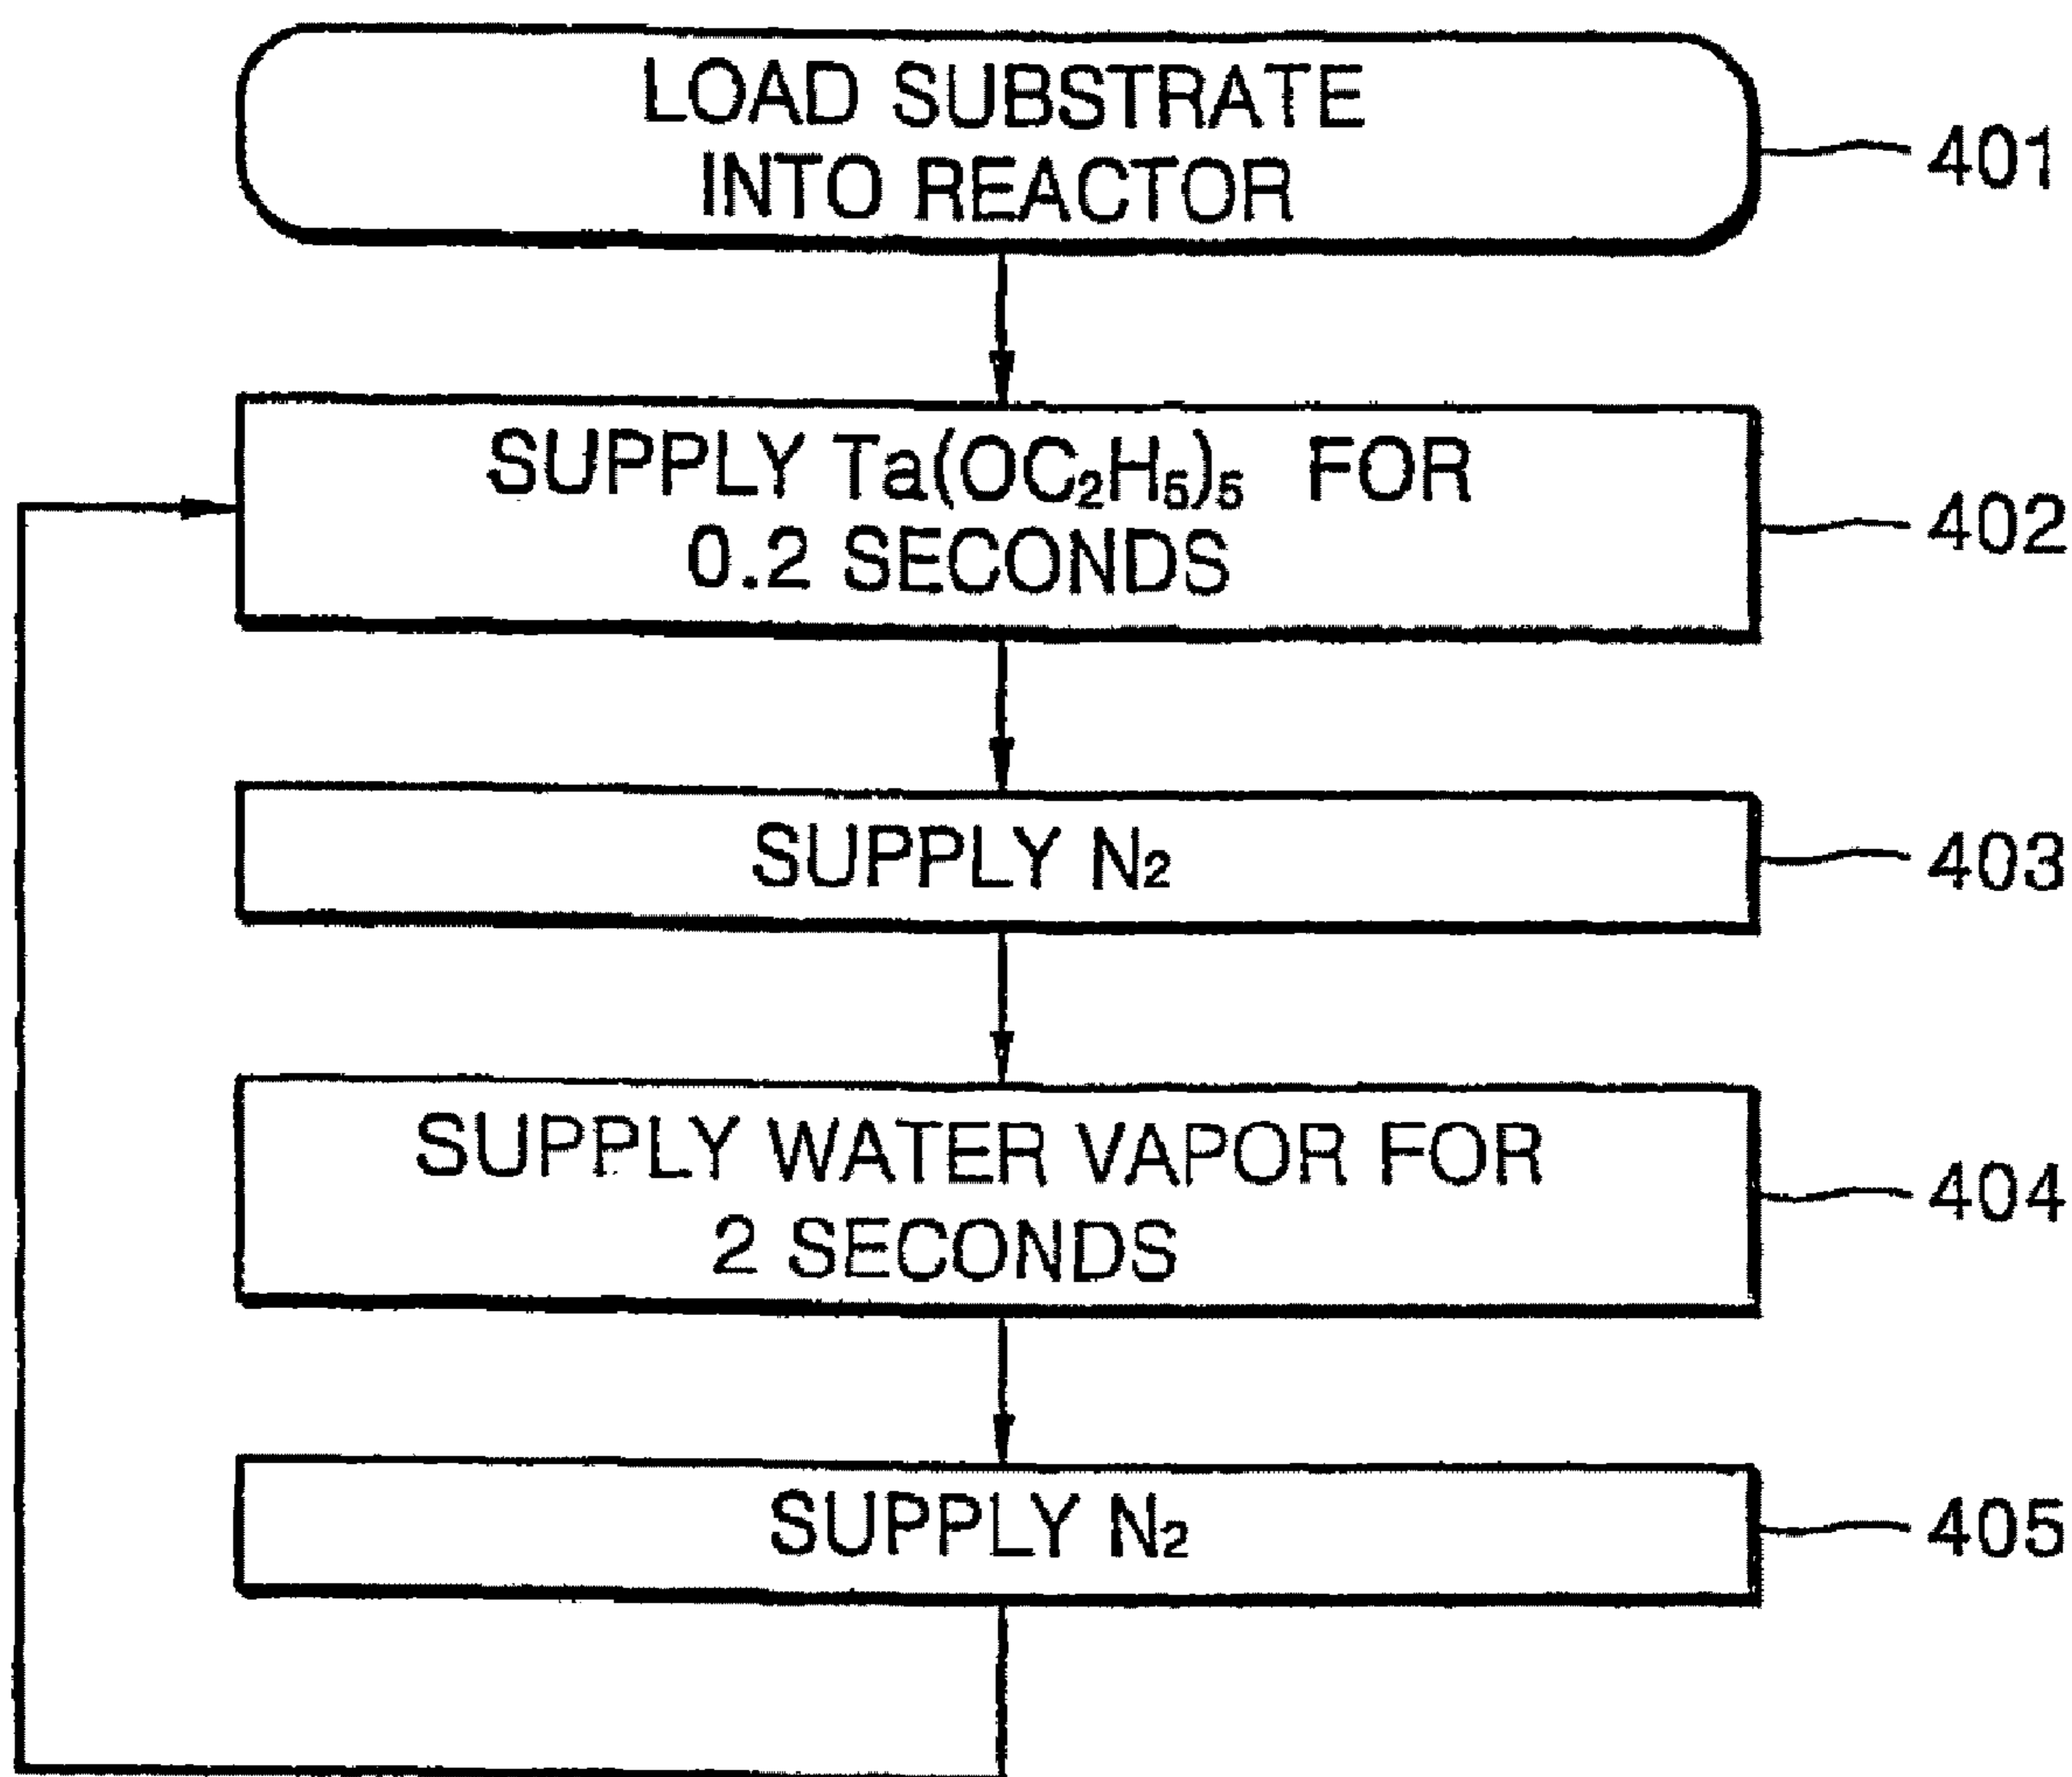 LOAD SUBSTRATE
INTO REACTOR
401
SUPPLY Ta(OC₂H₅)₅ FOR
0.2 SECONDS
402
SUPPLY N₂
403
SUPPLY WATER VAPOR FOR
2 SECONDS
404
SUPPLY N₂
405